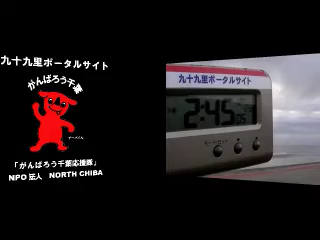 九十九里ポータルサイト
がんばろう千葉
「がんばろう千葉応援隊」
NPO 法人 NORTH CHIBA
九十九里ポータルサイト
2:45 05